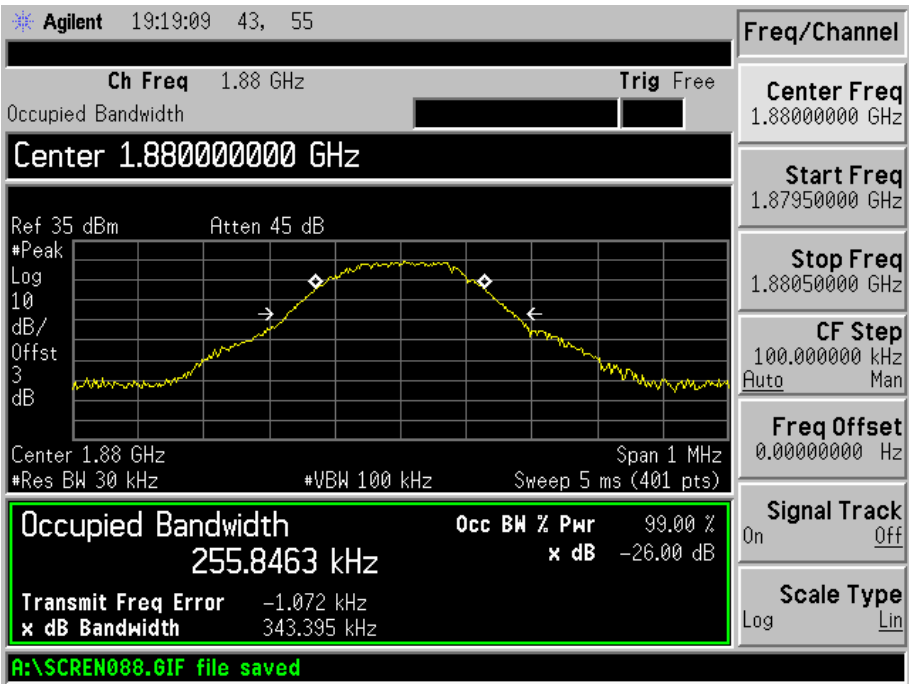 Agilent 19:19:09 43, 55
Ch Freq 1.88 GHz Trig Free
Occupied Bandwidth
Center 1.880000000 GHz
Ref 35 dBm Atten 45 dB
#Peak
Log
10
dB/
Offst
3
dB
Center 1.88 GHz Span 1 MHz
#Res BW 30 kHz #VBW 100 kHz Sweep 5 ms (401 pts)
Occupied Bandwidth Occ BW % Pwr 99.00 %
255.8463 kHz x dB -26.00 dB
Transmit Freq Error -1.072 kHz
x dB Bandwidth 343.395 kHz
A:\SCREN088.GIF file saved
Freq/Channel
Center Freq
1.88000000 GHz
Start Freq
1.87950000 GHz
Stop Freq
1.88050000 GHz
CF Step
100.000000 kHz
Auto Man
Freq Offset
0.00000000 Hz
Signal Track
On Off
Scale Type
Log Lin